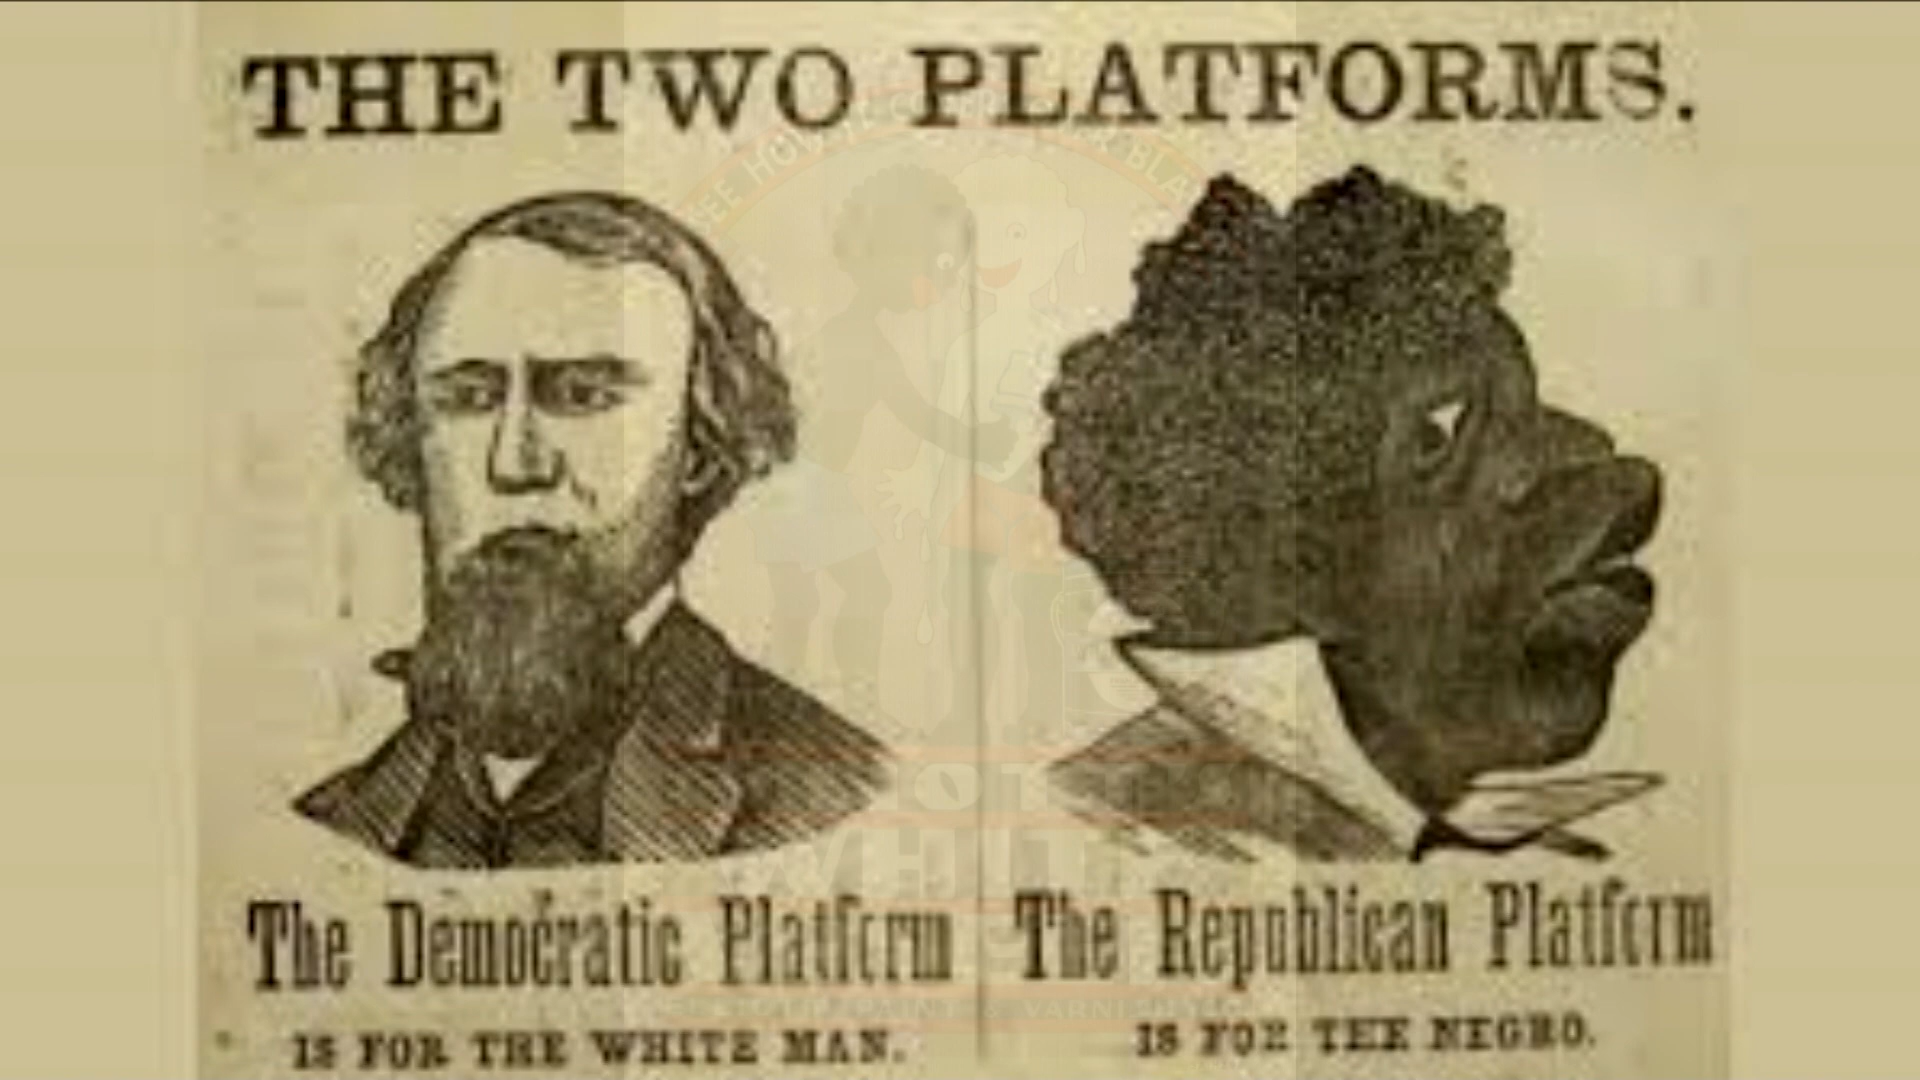 THE TWO PLATFORMS.
The Democratic Platform
IS FOR THE WHITE MAN.
The Republican Platform
IS FOR THE NEGRO.